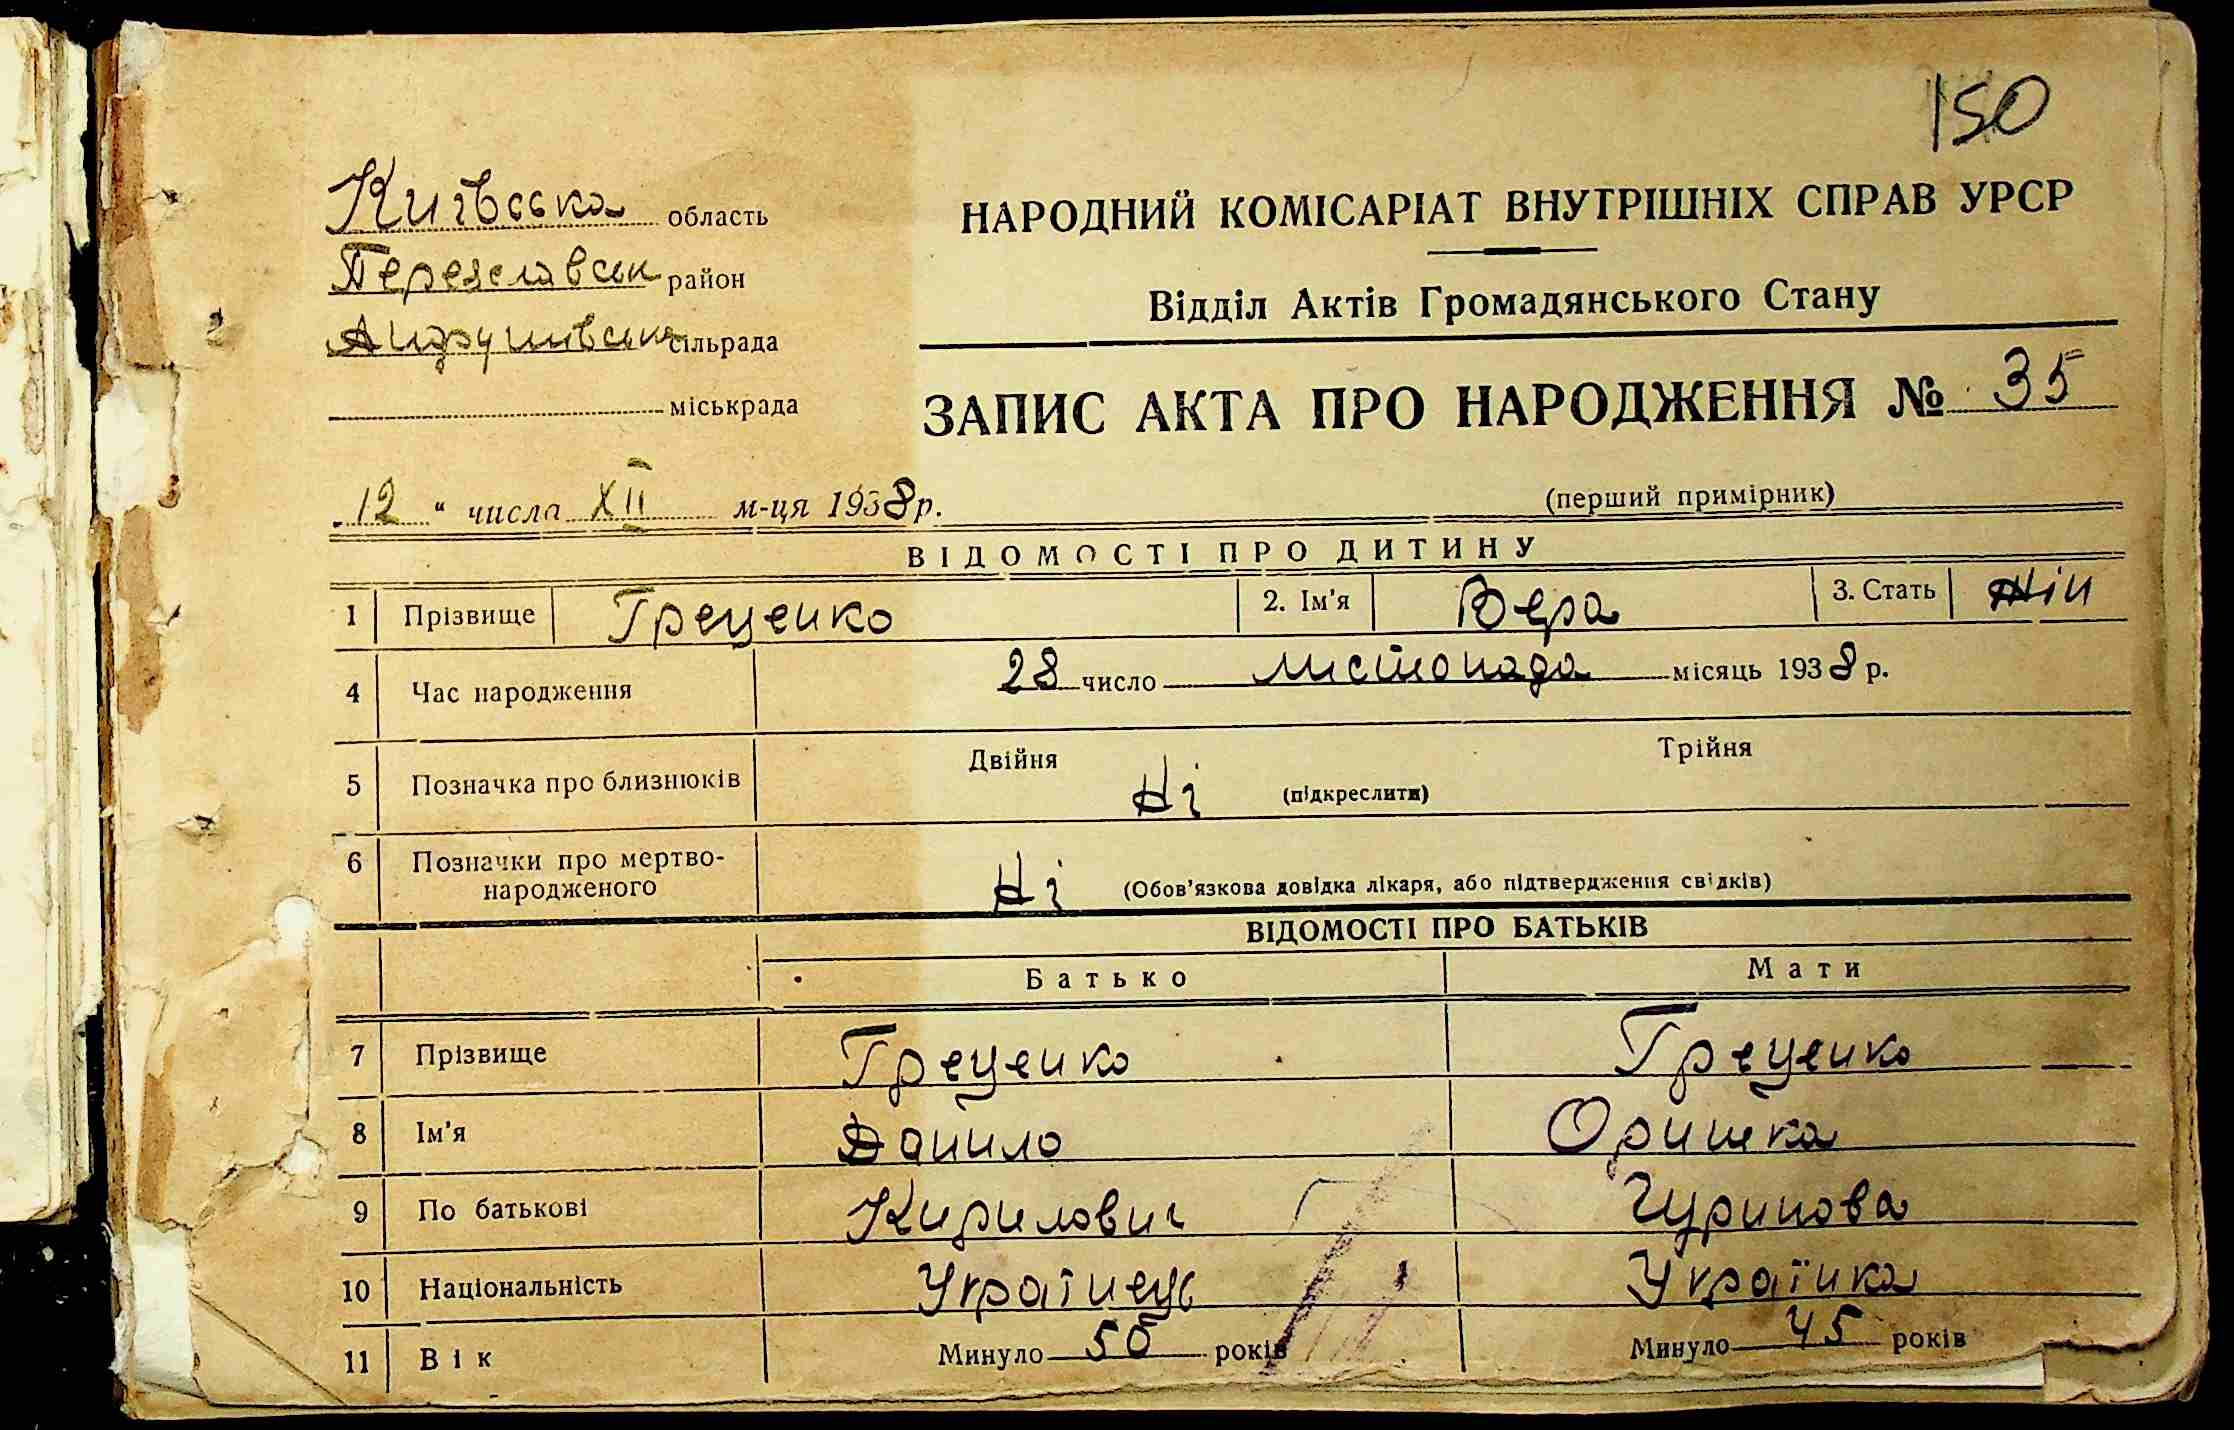 150
Київська область
Переяславськ район
Андрушівська сільрада
міськрада
НАРОДНИЙ КОМІСАРІАТ ВНУТРІШНІХ СПРАВ УРСР
Відділ Актів Громадянського Стану
ЗАПИС АКТА ПРО НАРОДЖЕННЯ № 35
„12“ числа XII м-ця 1938 р.
(перший примірник)
ВІДОМОСТІ ПРО ДИТИНУ
1 Прізвище Греценко 2. Ім'я Вера 3. Стать Жін
4 Час народження 28 число листопада місяць 1938 р.
5 Позначка про близнюків Двійня Ні (підкреслити) Трійня
6 Позначки про мертво-
народженого Ні (Обов'язкова довідка лікаря, або підтвердження свідків)
ВІДОМОСТІ ПРО БАТЬКІВ
Батько Мати
7 Прізвище Греценко Греценко
8 Ім'я Данило Оришка
9 По батькові Кирилович
10 Національність Українець Українка
11 Вік Минуло 50 років Минуло 45 років